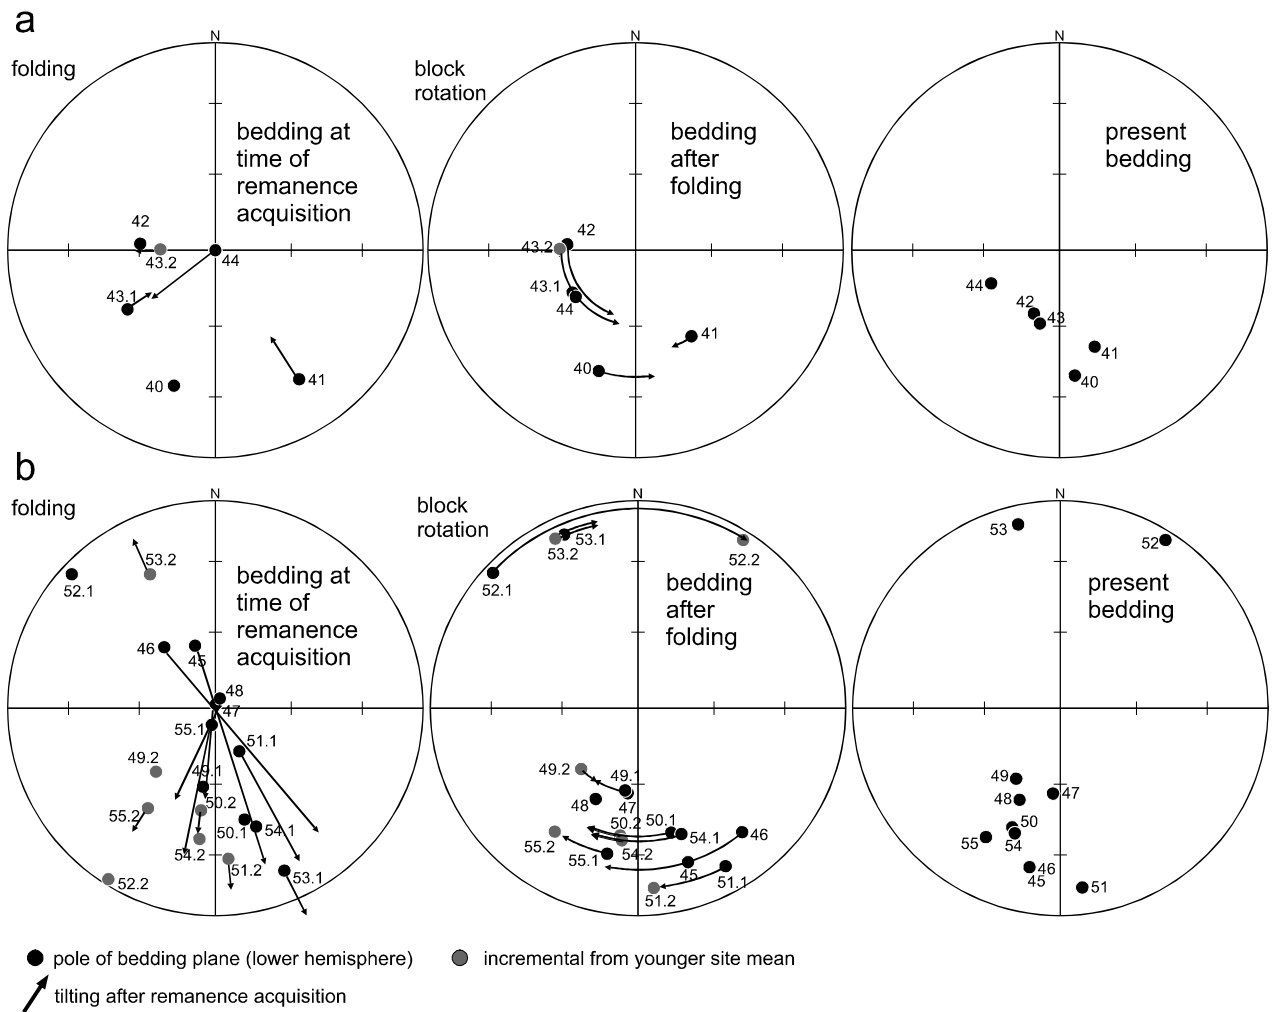 a
folding
N
bedding at
time of
remanence
acquisition
42
43.2
44
43.1
40
41
block
rotation
N
bedding
after
folding
43.2
42
43.1
44
41
40
N
present
bedding
44
42
43
41
40
b
folding
N
bedding at
time of
remanence
acquisition
53.2
52.1
46
45
48
47
55.1
51.1
49.2
49.1
50.2
55.2
50.1
54.1
54.2
51.2
53.1
52.2
block
rotation
N
bedding
after
folding
53.1
53.2
52.2
52.1
49.2
49.1
48
47
50.2
50.1
54.1
46
55.2
55.1
54.2
45
51.1
51.2
N
present
bedding
53
52
49
48
47
50
55
54
46
45
51
pole of bedding plane (lower hemisphere)
incremental from younger site mean
tilting after remanence acquisition